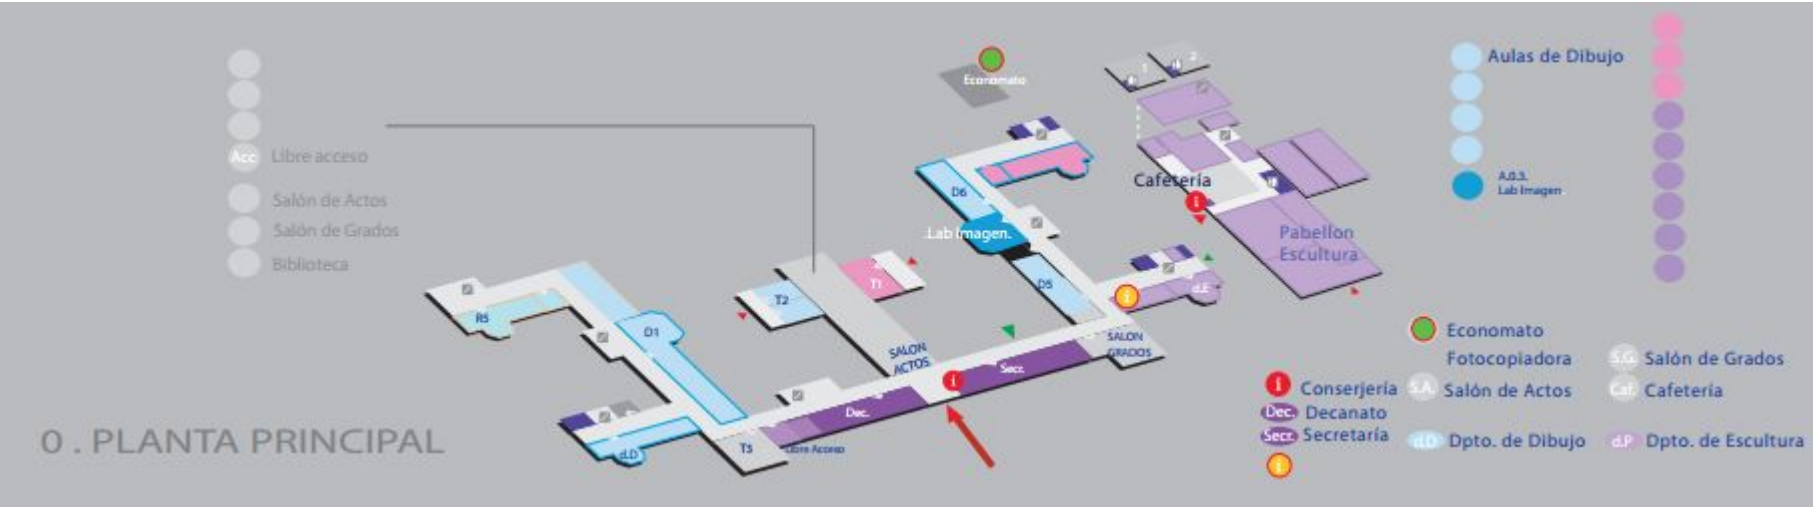 Acc
Libre acceso
Salón de Actos
Salón de Grados
Biblioteca
O . PLANTA PRINCIPAL
Economato
1
2
Cafetería
i
Pabellon
Escultura
D6
.Lab Imagen.
D5
i
d.E
T1
T2
R5
D1
SALON
ACTOS
SALON
GRADOS
i
Secr.
Dec.
T3
Libre Acceso
d.D
Aulas de Dibujo
A.0.3.
Lab Imagen
Economato
Fotocopiadora
S.G. Salón de Grados
i Conserjería
S.A. Salón de Actos
Caf. Cafetería
Dec. Decanato
Secr. Secretaría
d.D Dpto. de Dibujo
d.P Dpto. de Escultura
i